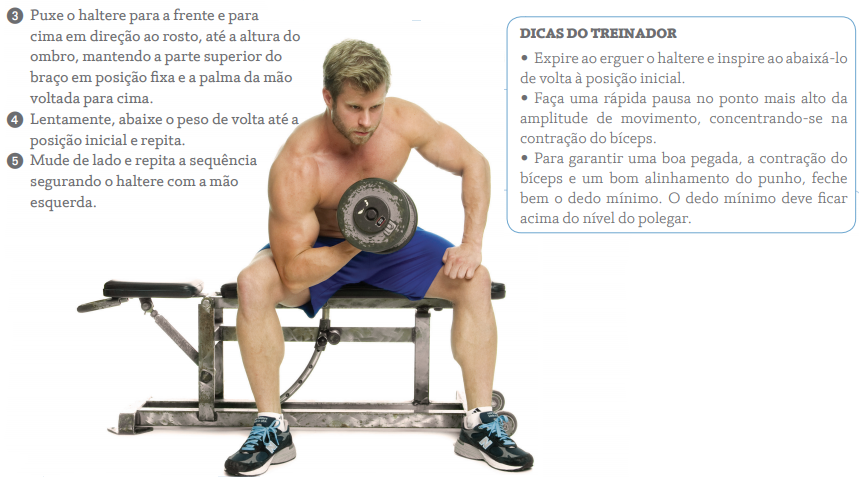 3 Puxe o haltere para a frente e para
cima em direção ao rosto, até a altura do
ombro, mantendo a parte superior do
braço em posição fixa e a palma da mão
voltada para cima.
4 Lentamente, abaixe o peso de volta até a
posição inicial e repita.
5 Mude de lado e repita a sequência
segurando o haltere com a mão
esquerda.
DICAS DO TREINADOR
• Expire ao erguer o haltere e inspire ao abaixá-lo
de volta à posição inicial.
• Faça uma rápida pausa no ponto mais alto da
amplitude de movimento, concentrando-se na
contração do bíceps.
• Para garantir uma boa pegada, a contração do
bíceps e um bom alinhamento do punho, feche
bem o dedo mínimo. O dedo mínimo deve ficar
acima do nível do polegar.